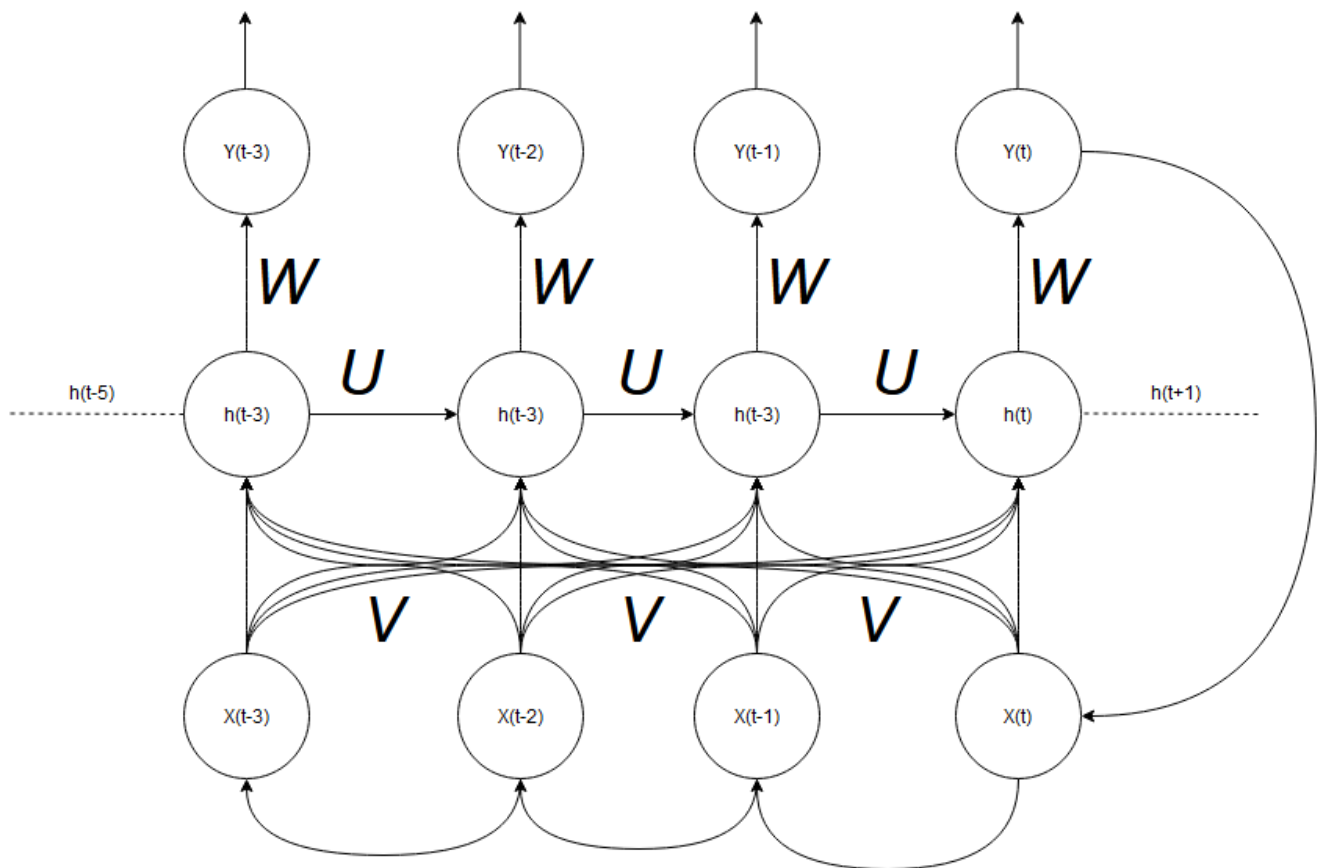 Y(t-3) Y(t-2) Y(t-1) Y(t)
W W W W
U U U
h(t-5) h(t-3) h(t-3) h(t-3) h(t) h(t+1)
V V V
X(t-3) X(t-2) X(t-1) X(t)